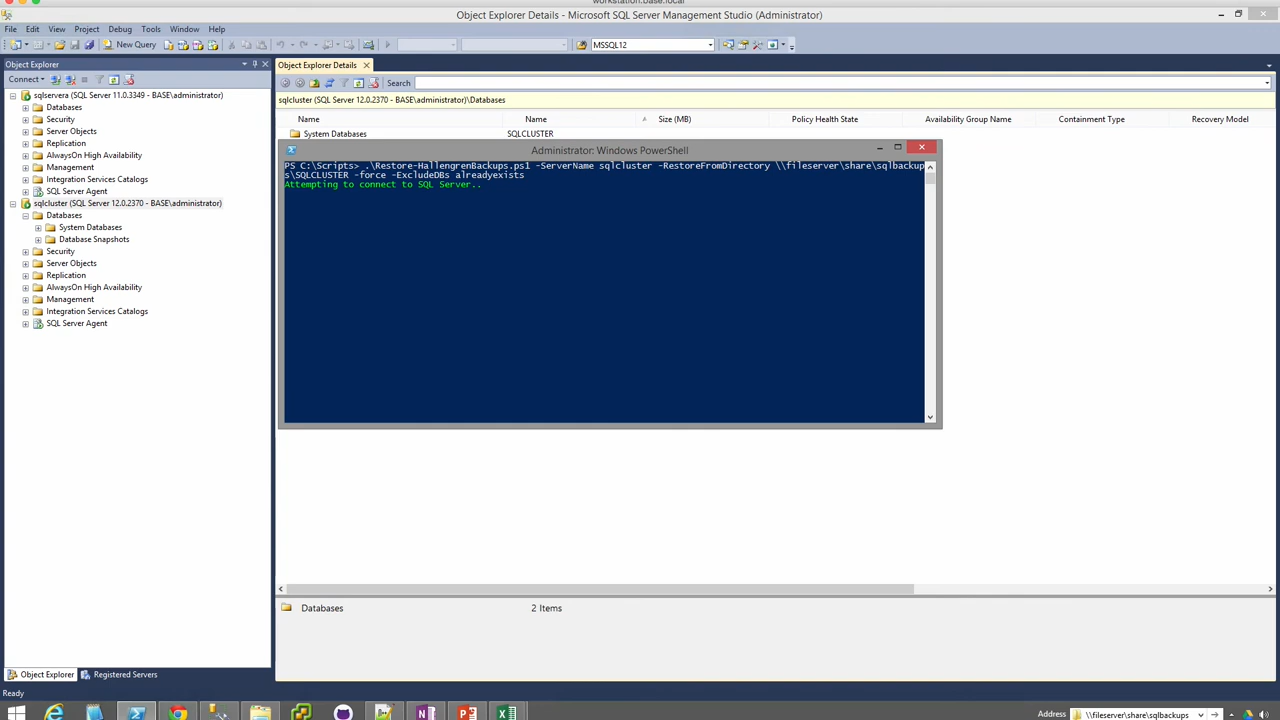 workstation.base.local
Object Explorer Details - Microsoft SQL Server Management Studio (Administrator)
File Edit View Project Debug Tools Window Help
New Query
MSSQL12
Object Explorer
Object Explorer Details
Connect
Search
sqlservera (SQL Server 11.0.3349 - BASE\administrator)
Databases
Security
Server Objects
Replication
AlwaysOn High Availability
Management
Integration Services Catalogs
SQL Server Agent
sqlcluster (SQL Server 12.0.2370 - BASE\administrator)
Databases
System Databases
Database Snapshots
Security
Server Objects
Replication
AlwaysOn High Availability
Management
Integration Services Catalogs
SQL Server Agent
sqlcluster (SQL Server 12.0.2370 - BASE\administrator)\Databases
Name Name Size (MB) Policy Health State Availability Group Name Containment Type Recovery Model
System Databases SQLCLUSTER
Administrator: Windows PowerShell
PS C:\Scripts> .\Restore-HallengrenBackups.ps1 -ServerName sqlcluster -RestoreFromDirectory \\fileserver\share\sqlbackup
s\SQLCLUSTER -force -ExcludeDBs alreadyexists
Attempting to connect to SQL Server..
Databases 2 Items
Object Explorer Registered Servers
Ready
Address \\fileserver\share\sqlbackups